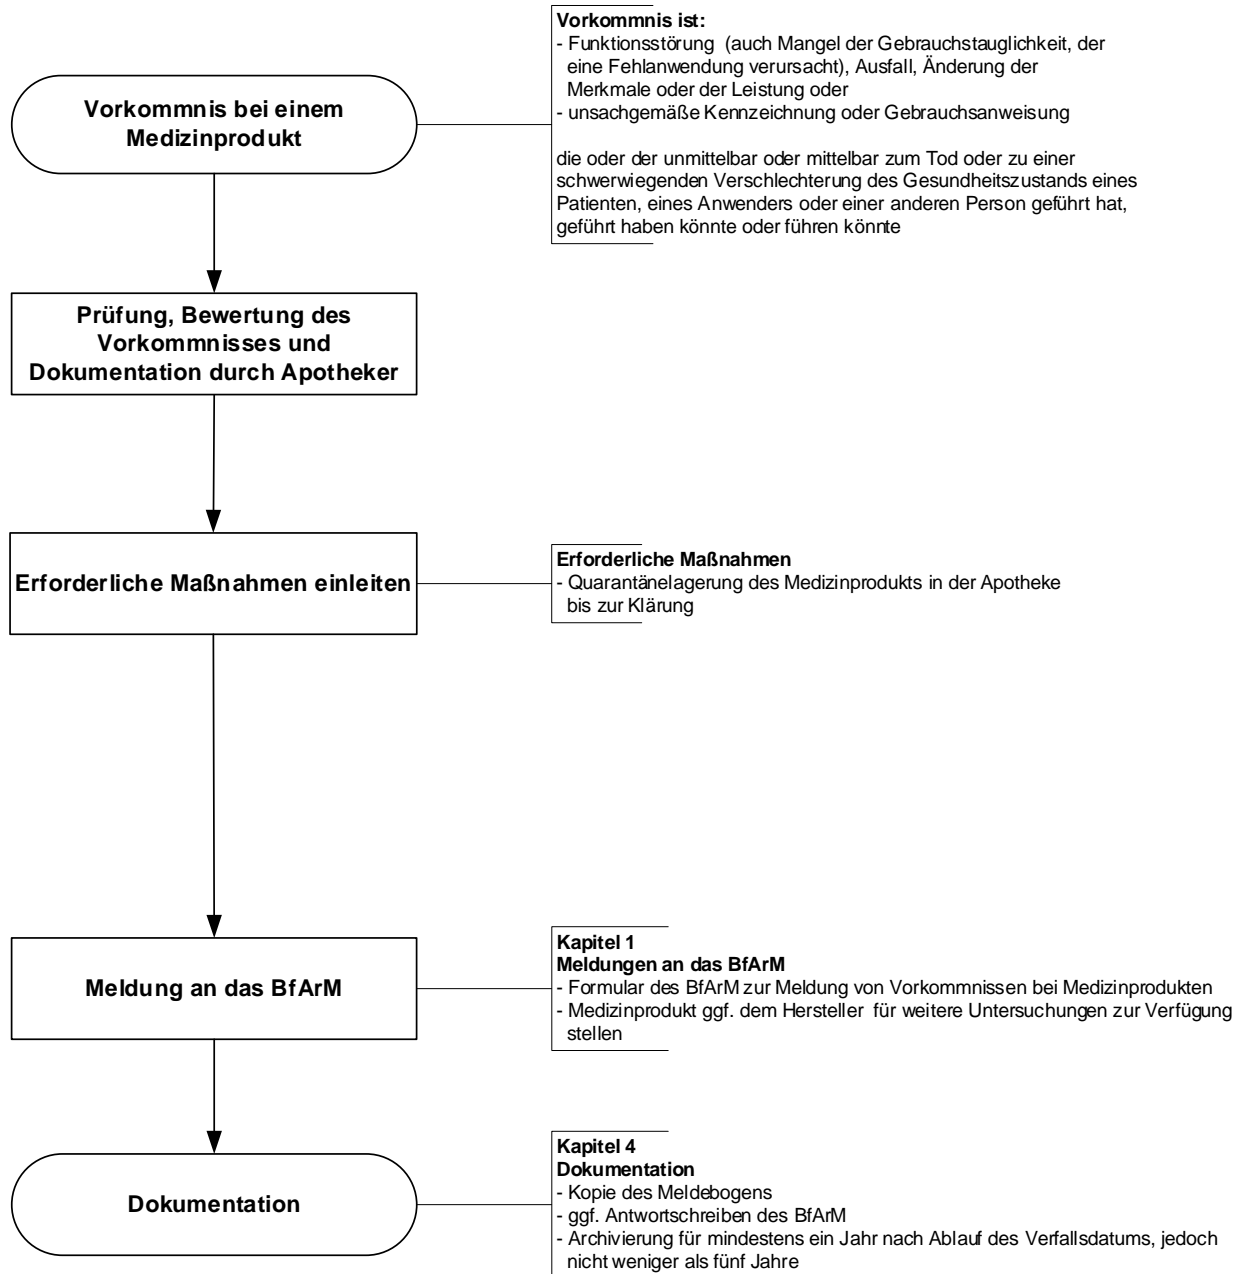 Vorkommnis bei einem
Medizinprodukt
Vorkommnis ist:
- Funktionsstörung (auch Mangel der Gebrauchstauglichkeit, der
eine Fehlanwendung verursacht), Ausfall, Änderung der
Merkmale oder der Leistung oder
- unsachgemäße Kennzeichnung oder Gebrauchsanweisung
die oder der unmittelbar oder mittelbar zum Tod oder zu einer
schwerwiegenden Verschlechterung des Gesundheitszustands eines
Patienten, eines Anwenders oder einer anderen Person geführt hat,
geführt haben könnte oder führen könnte
Prüfung, Bewertung des
Vorkommnisses und
Dokumentation durch Apotheker
Erforderliche Maßnahmen einleiten
Erforderliche Maßnahmen
- Quarantänelagerung des Medizinprodukts in der Apotheke
bis zur Klärung
Meldung an das BfArM
Kapitel 1
Meldungen an das BfArM
- Formular des BfArM zur Meldung von Vorkommnissen bei Medizinprodukten
- Medizinprodukt ggf. dem Hersteller für weitere Untersuchungen zur Verfügung
stellen
Dokumentation
Kapitel 4
Dokumentation
- Kopie des Meldebogens
- ggf. Antwortschreiben des BfArM
- Archivierung für mindestens ein Jahr nach Ablauf des Verfallsdatums, jedoch
nicht weniger als fünf Jahre